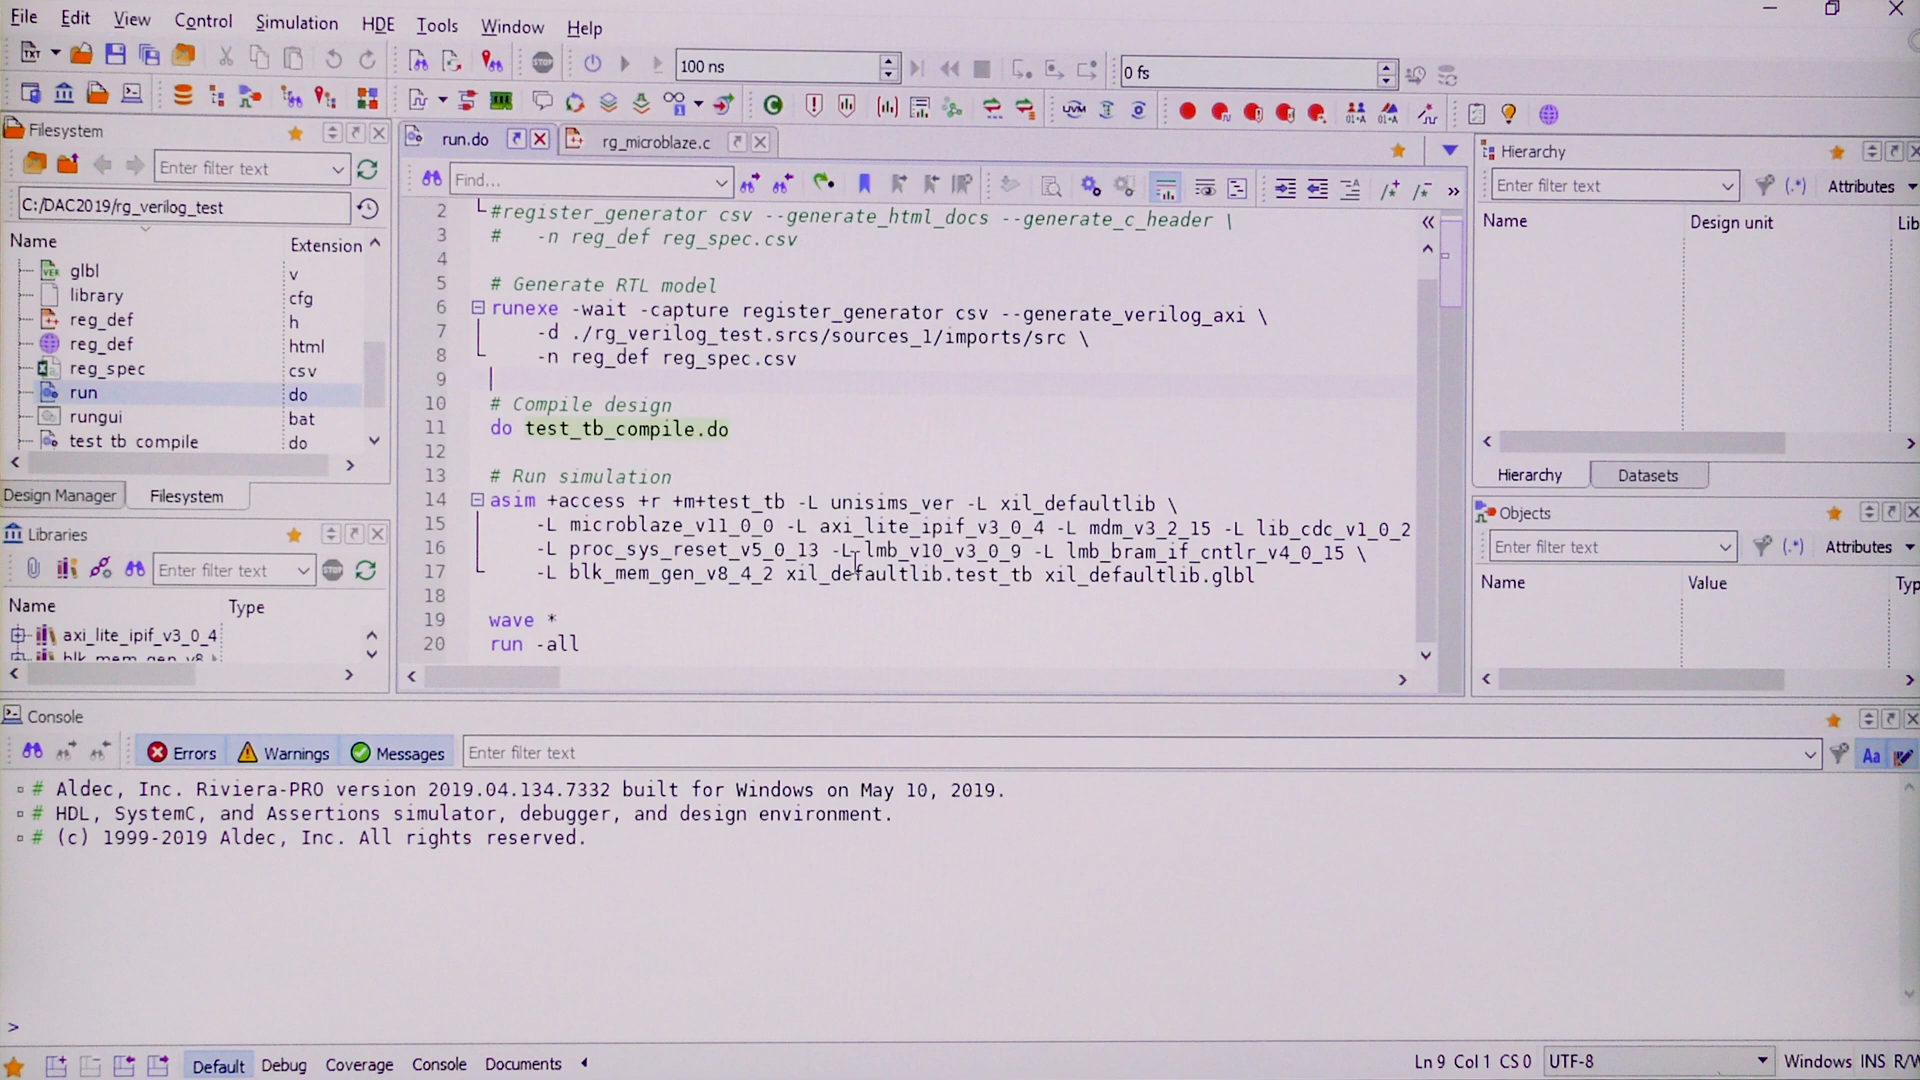 File Edit View Control Simulation HDE Tools Window Help
100 ns
0 fs
Filesystem
Enter filter text
C:/DAC2019/rg_verilog_test
Name Extension
glbl v
library cfg
reg_def h
reg_def html
reg_spec csv
run do
rungui bat
test tb compile do
Design Manager Filesystem
Libraries
Enter filter text
Name Type
axi_lite_ipif_v3_0_4
blk mem gen v8
run.do rg_microblaze.c
Find...
2 #register_generator csv --generate_html_docs --generate_c_header \
3 # -n reg_def reg_spec.csv
4
5 # Generate RTL model
6 runexe -wait -capture register_generator csv --generate_verilog_axi \
7 -d ./rg_verilog_test.srcs/sources_1/imports/src \
8 -n reg_def reg_spec.csv
9
10 # Compile design
11 do test_tb_compile.do
12
13 # Run simulation
14 asim +access +r +m+test_tb -L unisims_ver -L xil_defaultlib \
15 -L microblaze_v11_0_0 -L axi_lite_ipif_v3_0_4 -L mdm_v3_2_15 -L lib_cdc_v1_0_2
16 -L proc_sys_reset_v5_0_13 -L lmb_v10_v3_0_9 -L lmb_bram_if_cntlr_v4_0_15 \
17 -L blk_mem_gen_v8_4_2 xil_defaultlib.test_tb xil_defaultlib.glbl
18
19 wave *
20 run -all
Hierarchy
Enter filter text (.*) Attributes
Name Design unit Lib
Hierarchy Datasets
Objects
Enter filter text (.*) Attributes
Name Value Typ
Console
Errors Warnings Messages Enter filter text Aa
# Aldec, Inc. Riviera-PRO version 2019.04.134.7332 built for Windows on May 10, 2019.
# HDL, SystemC, and Assertions simulator, debugger, and design environment.
# (c) 1999-2019 Aldec, Inc. All rights reserved.
>
Default Debug Coverage Console Documents
Ln 9 Col 1 CS 0 UTF-8 Windows INS R/W